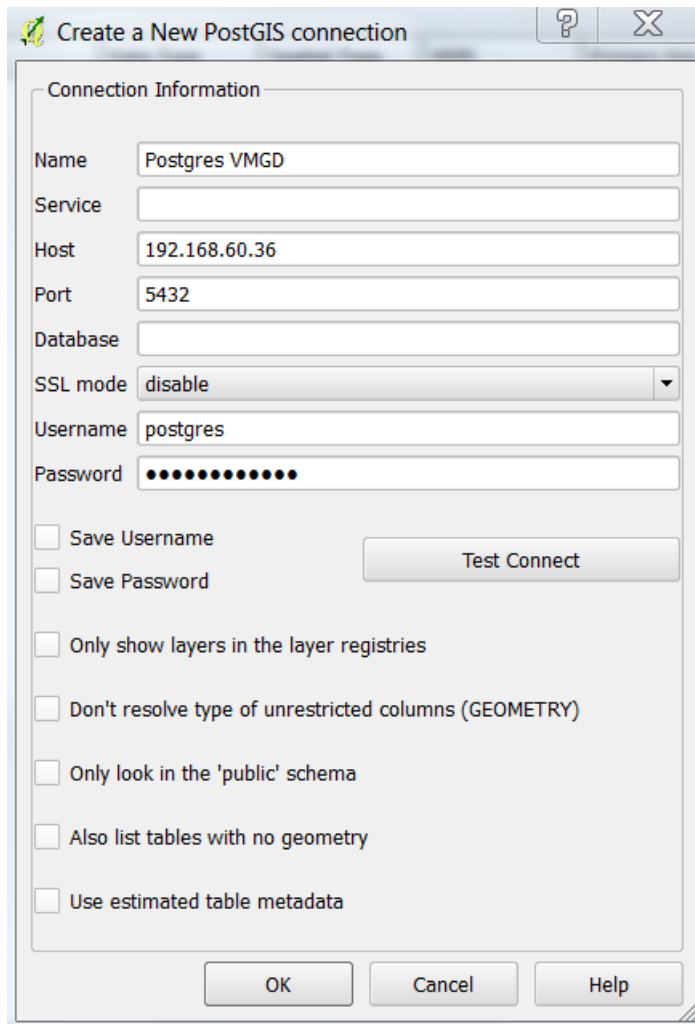 Create a New PostGIS connection
Connection Information
Name Postgres VMGD
Service
Host 192.168.60.36
Port 5432
Database
SSL mode disable
Username postgres
Password ●●●●●●●●●●●●
Save Username
Test Connect
Save Password
Only show layers in the layer registries
Don't resolve type of unrestricted columns (GEOMETRY)
Only look in the 'public' schema
Also list tables with no geometry
Use estimated table metadata
OK Cancel Help